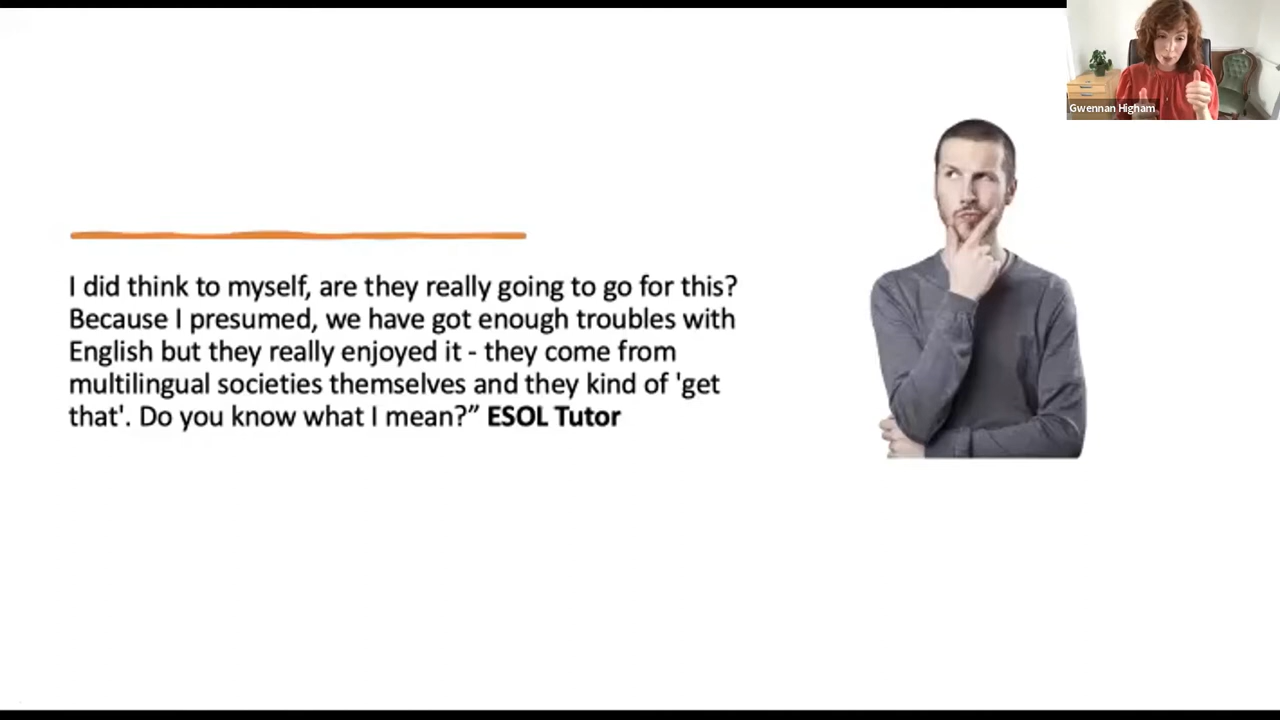 Gwennan Higham
I did think to myself, are they really going to go for this?
Because I presumed, we have got enough troubles with
English but they really enjoyed it - they come from
multilingual societies themselves and they kind of 'get
that'. Do you know what I mean?” ESOL Tutor